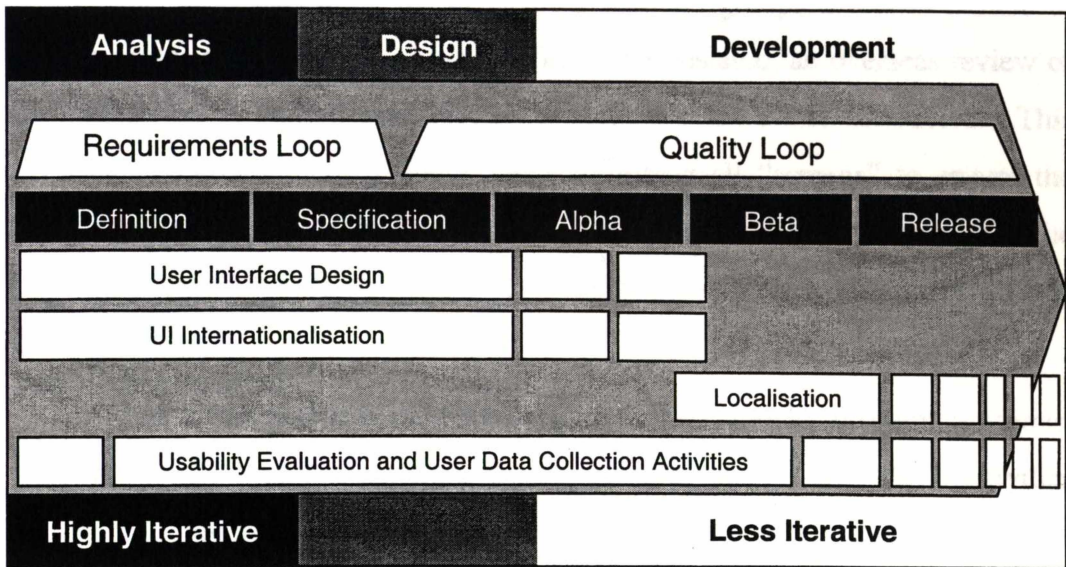 Analysis Design Development
Requirements Loop Quality Loop
Definition Specification Alpha Beta Release
User Interface Design
UI Internationalisation
Localisation
Usability Evaluation and User Data Collection Activities
Highly Iterative Less Iterative